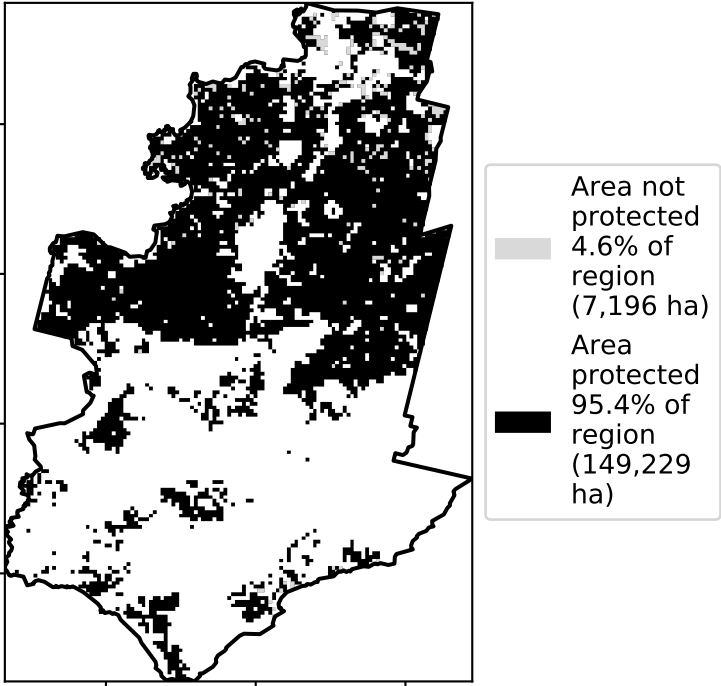 Area not
protected
4.6% of
region
(7,196 ha)
Area
protected
95.4% of
region
(149,229
ha)